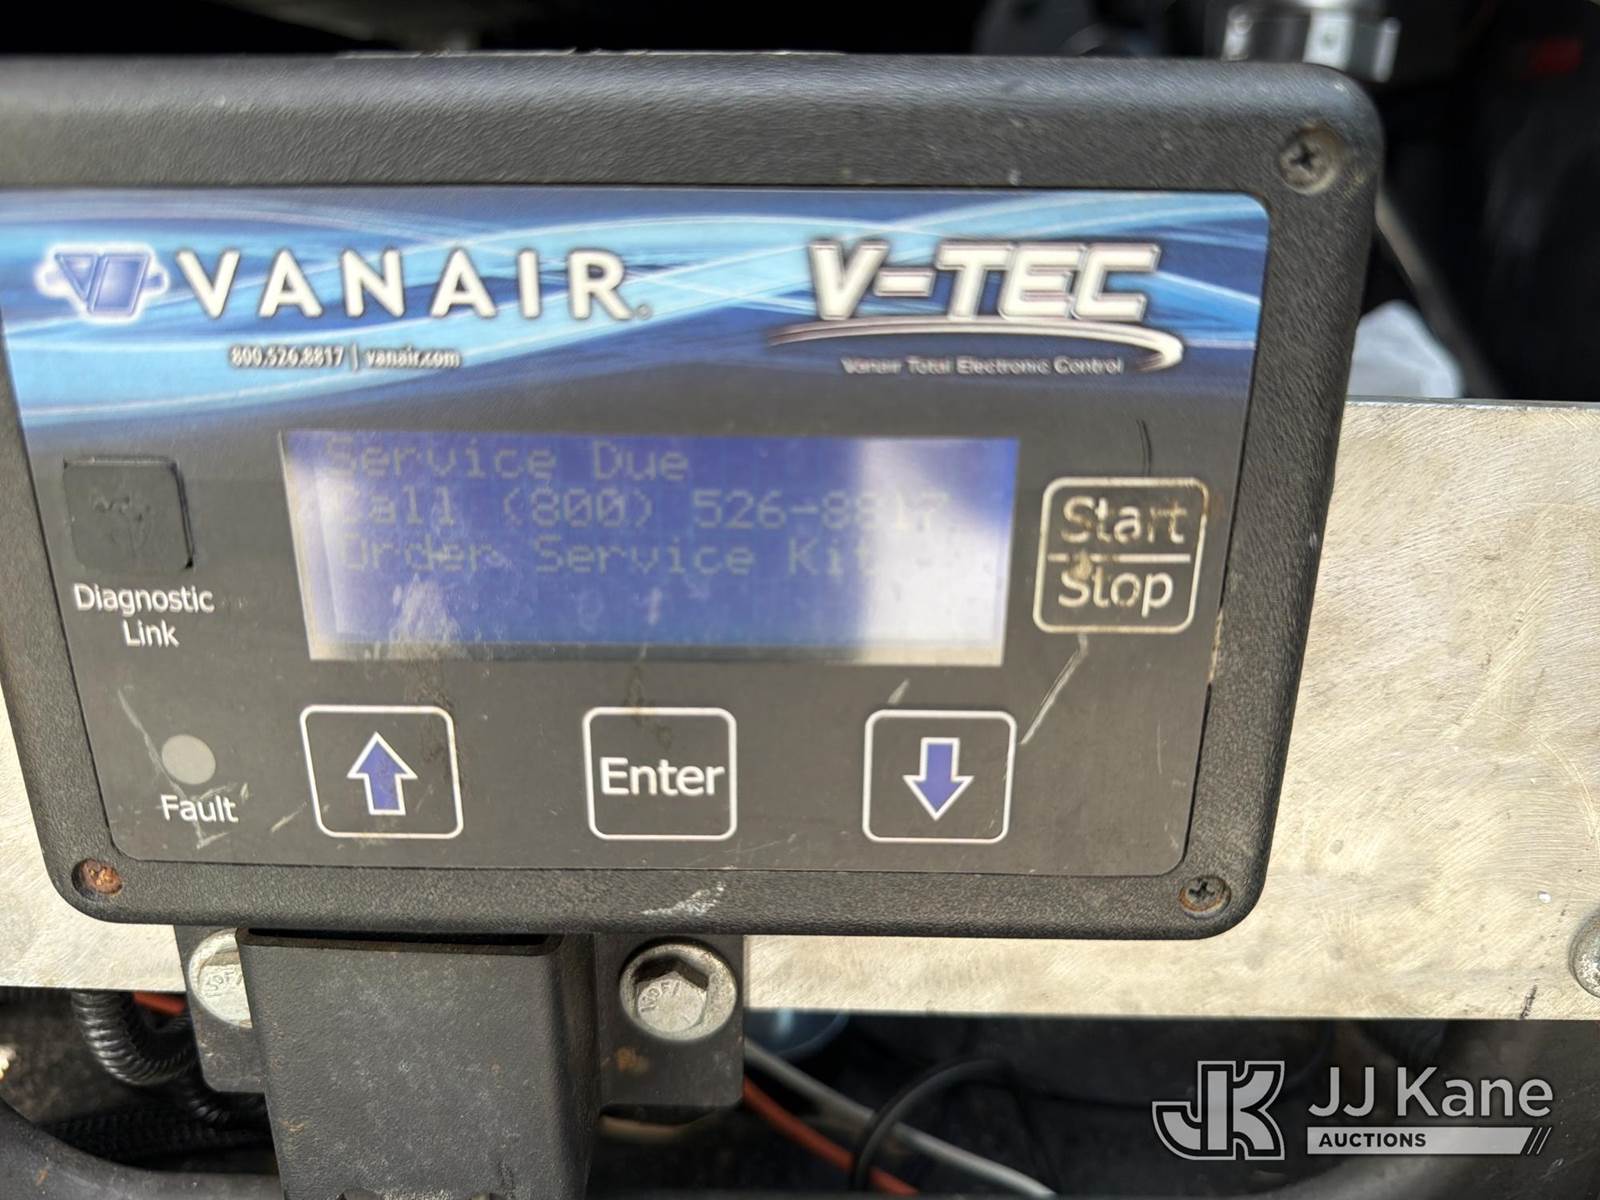 VANAIR®
800.526.8817 | vanair.com
V-TEC
Vanair Total Electronic Control
Service Due
Call (800) 526-8817
Order Service Kit
Start
Stop
Diagnostic
Link
Fault
Enter
JK JJ Kane
AUCTIONS